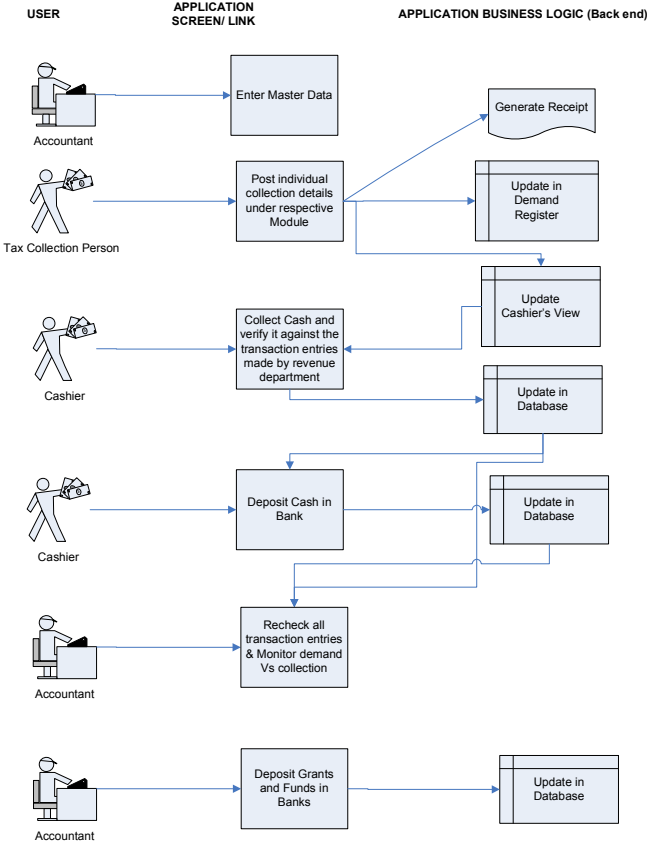 USER
APPLICATION
SCREEN/ LINK
APPLICATION BUSINESS LOGIC (Back end)
Accountant
Enter Master Data
Generate Receipt
Tax Collection Person
Post individual
collection details
under respective
Module
Update in
Demand
Register
Update
Cashier's View
Cashier
Collect Cash and
verify it against the
transaction entries
made by revenue
department
Update in
Database
Cashier
Deposit Cash in
Bank
Update in
Database
Accountant
Recheck all
transaction entries
& Monitor demand
Vs collection
Accountant
Deposit Grants
and Funds in
Banks
Update in
Database